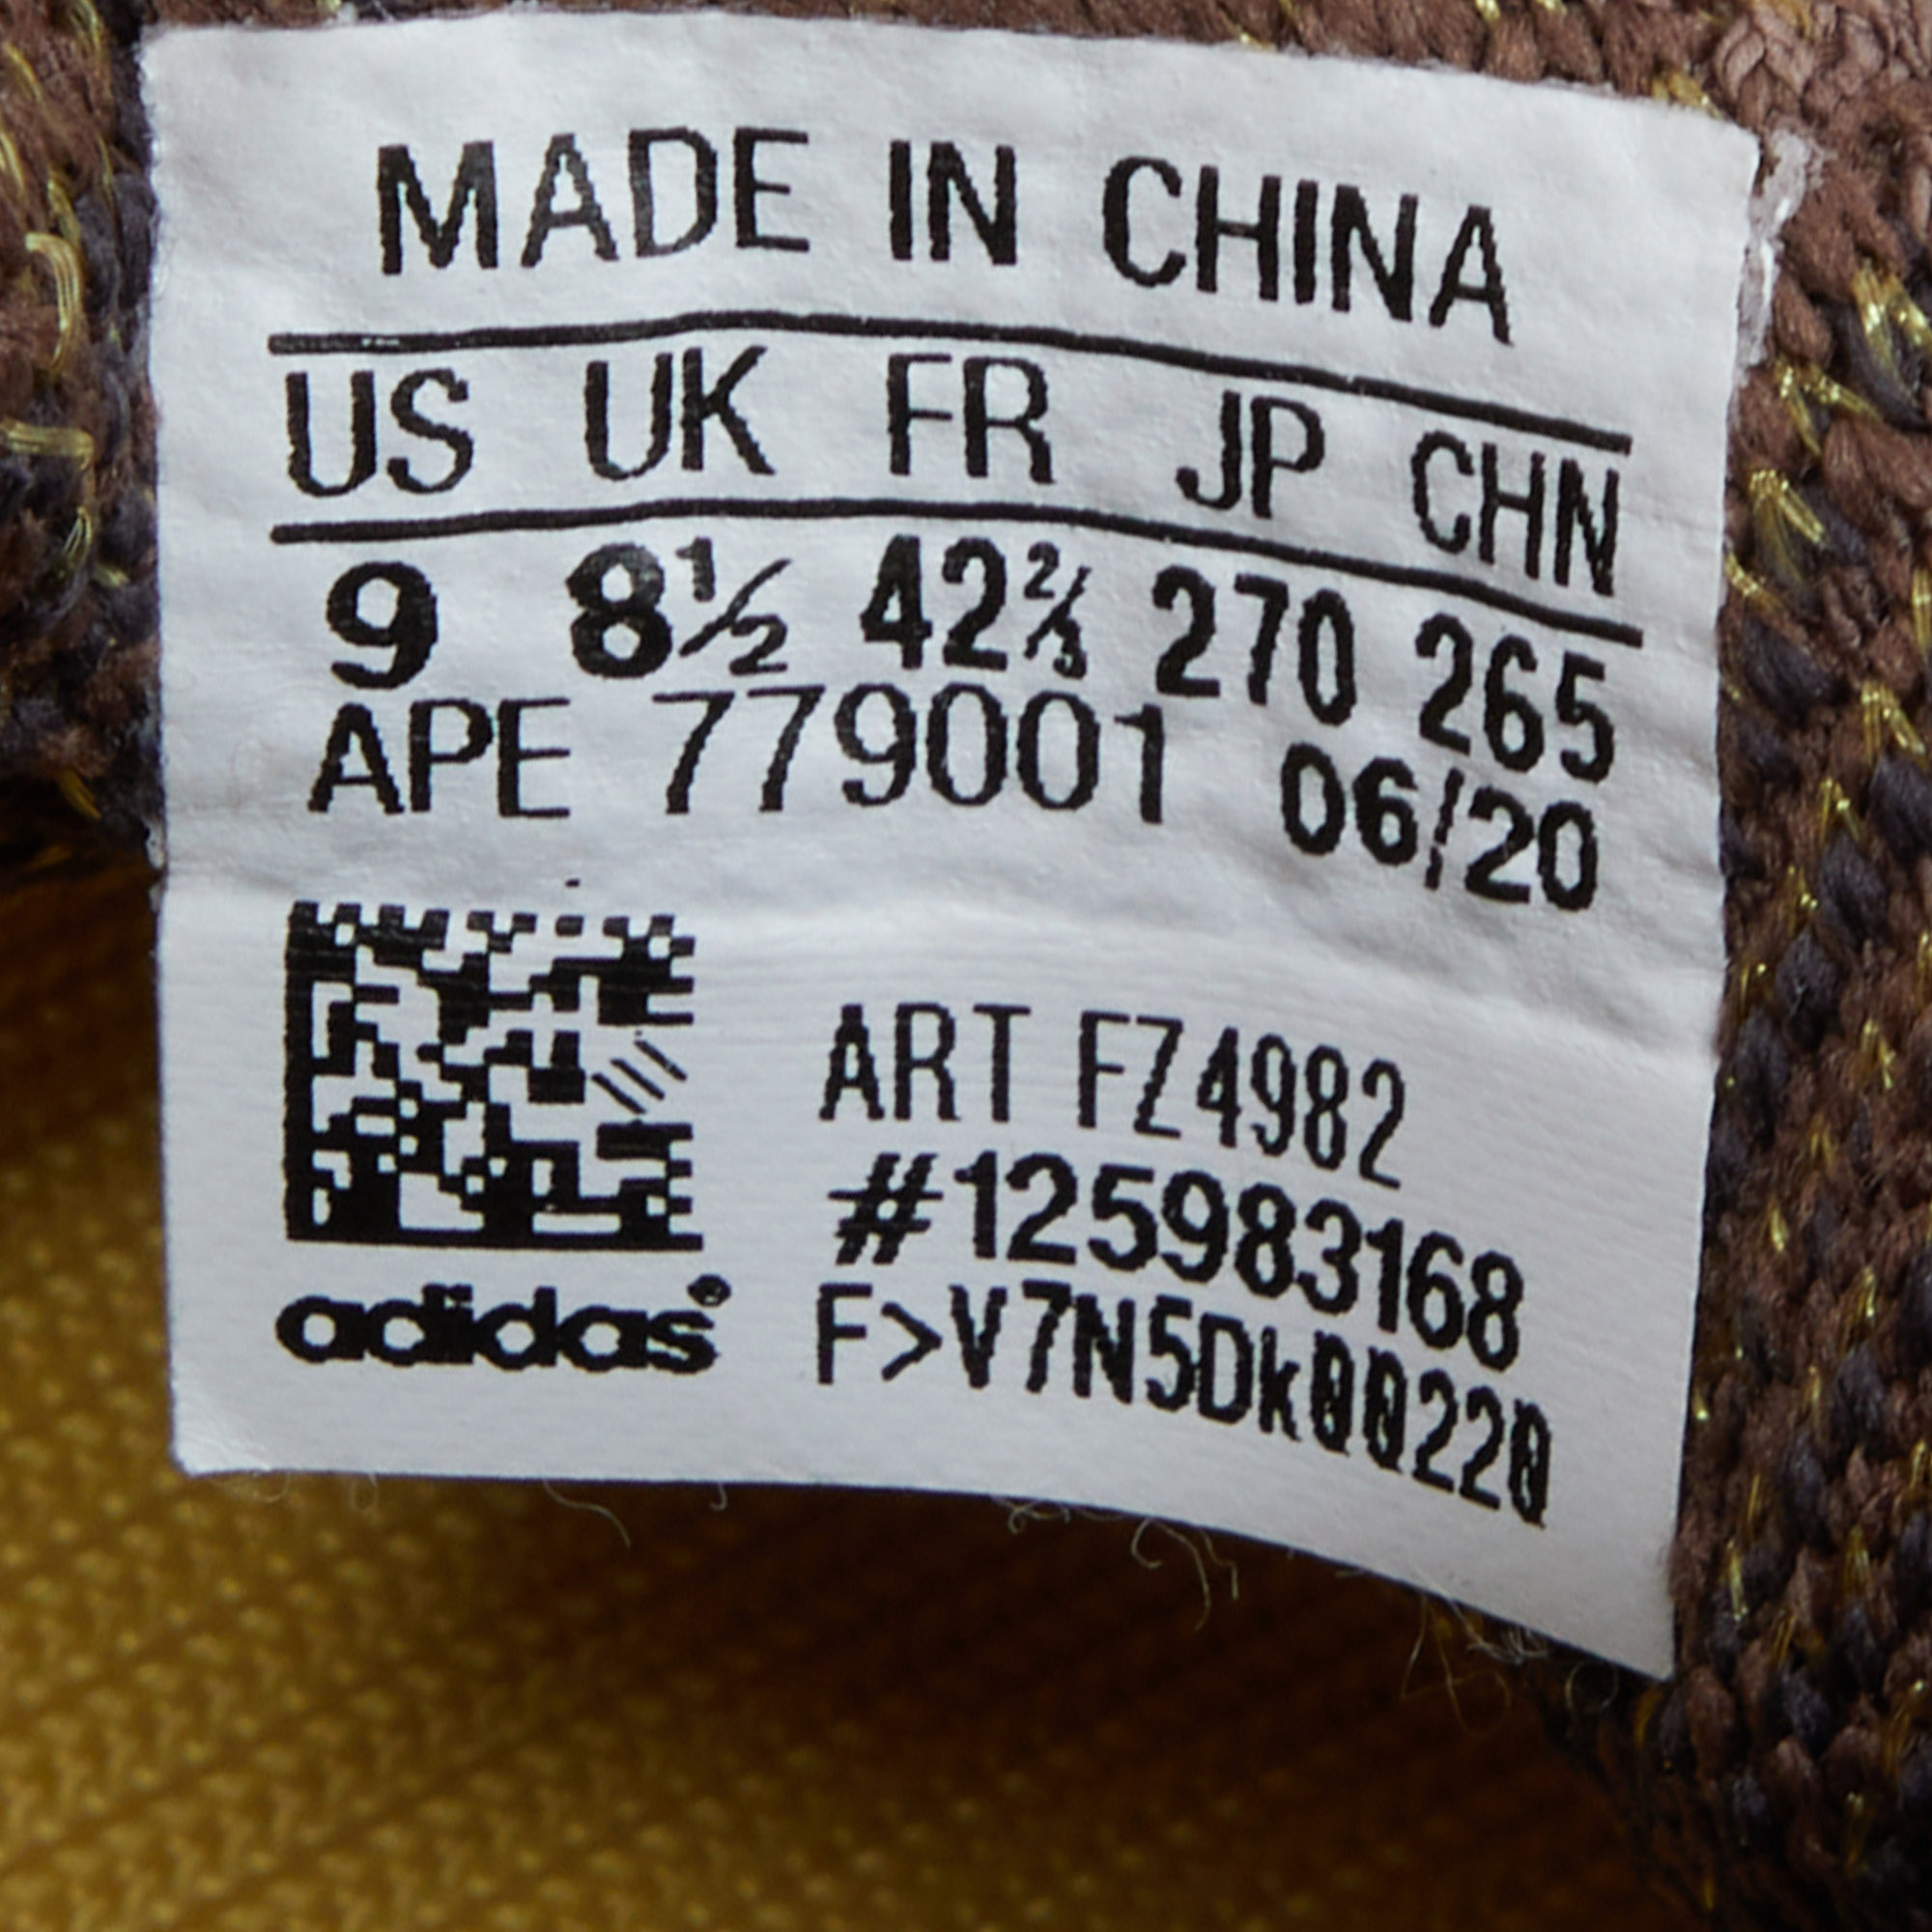 MADE IN CHINA
US UK FR JP CHN
9 8½ 42⅔ 270 265
APE 779001 06/20
ART FZ4982
#125983168
F>V7N5Dk00220
adidas®